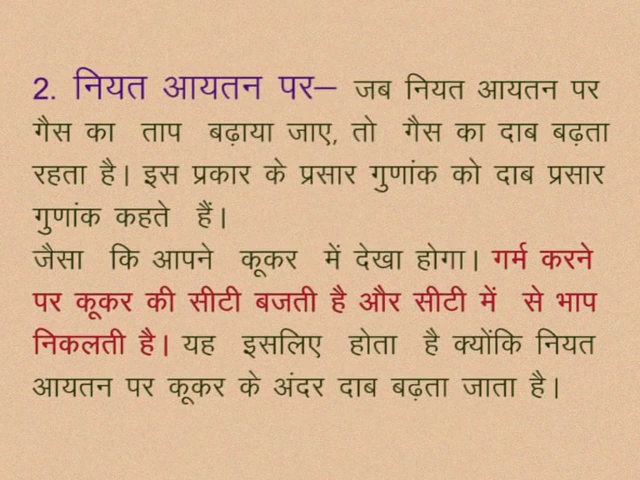 2. नियत आयतन पर– जब नियत आयतन पर
गैस का ताप बढ़ाया जाए, तो गैस का दाब बढ़ता
रहता है। इस प्रकार के प्रसार गुणांक को दाब प्रसार
गुणांक कहते हैं।
जैसा कि आपने कूकर में देखा होगा। गर्म करने
पर कूकर की सीटी बजती है और सीटी में से भाप
निकलती है। यह इसलिए होता है क्योंकि नियत
आयतन पर कूकर के अंदर दाब बढ़ता जाता है।